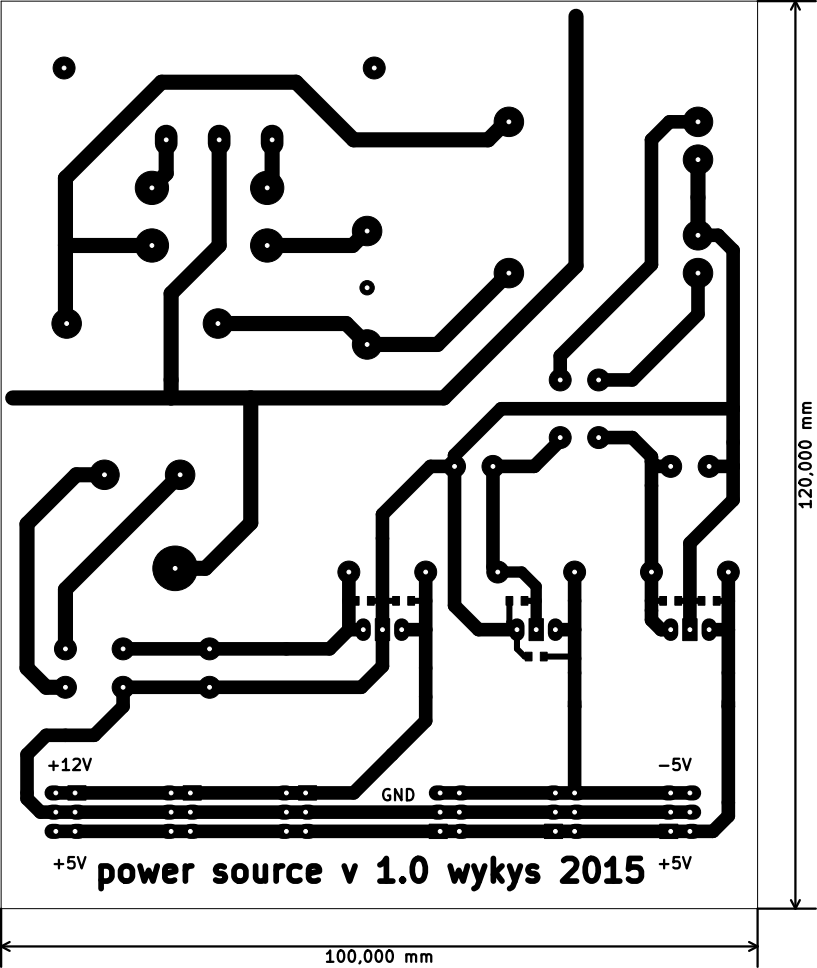 120,000 mm
+12V
-5V
GND
+5V
power source v 1.0 wykys 2015
+5V
100,000 mm